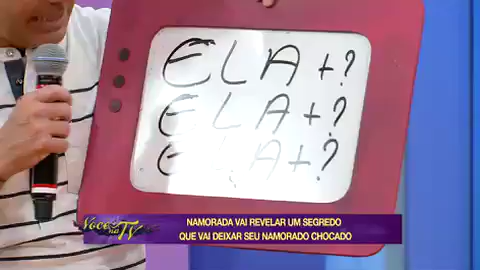 ELA +?
ELA +?
ELA +?
Você na TV
NAMORADA VAI REVELAR UM SEGREDO
QUE VAI DEIXAR SEU NAMORADO CHOCADO